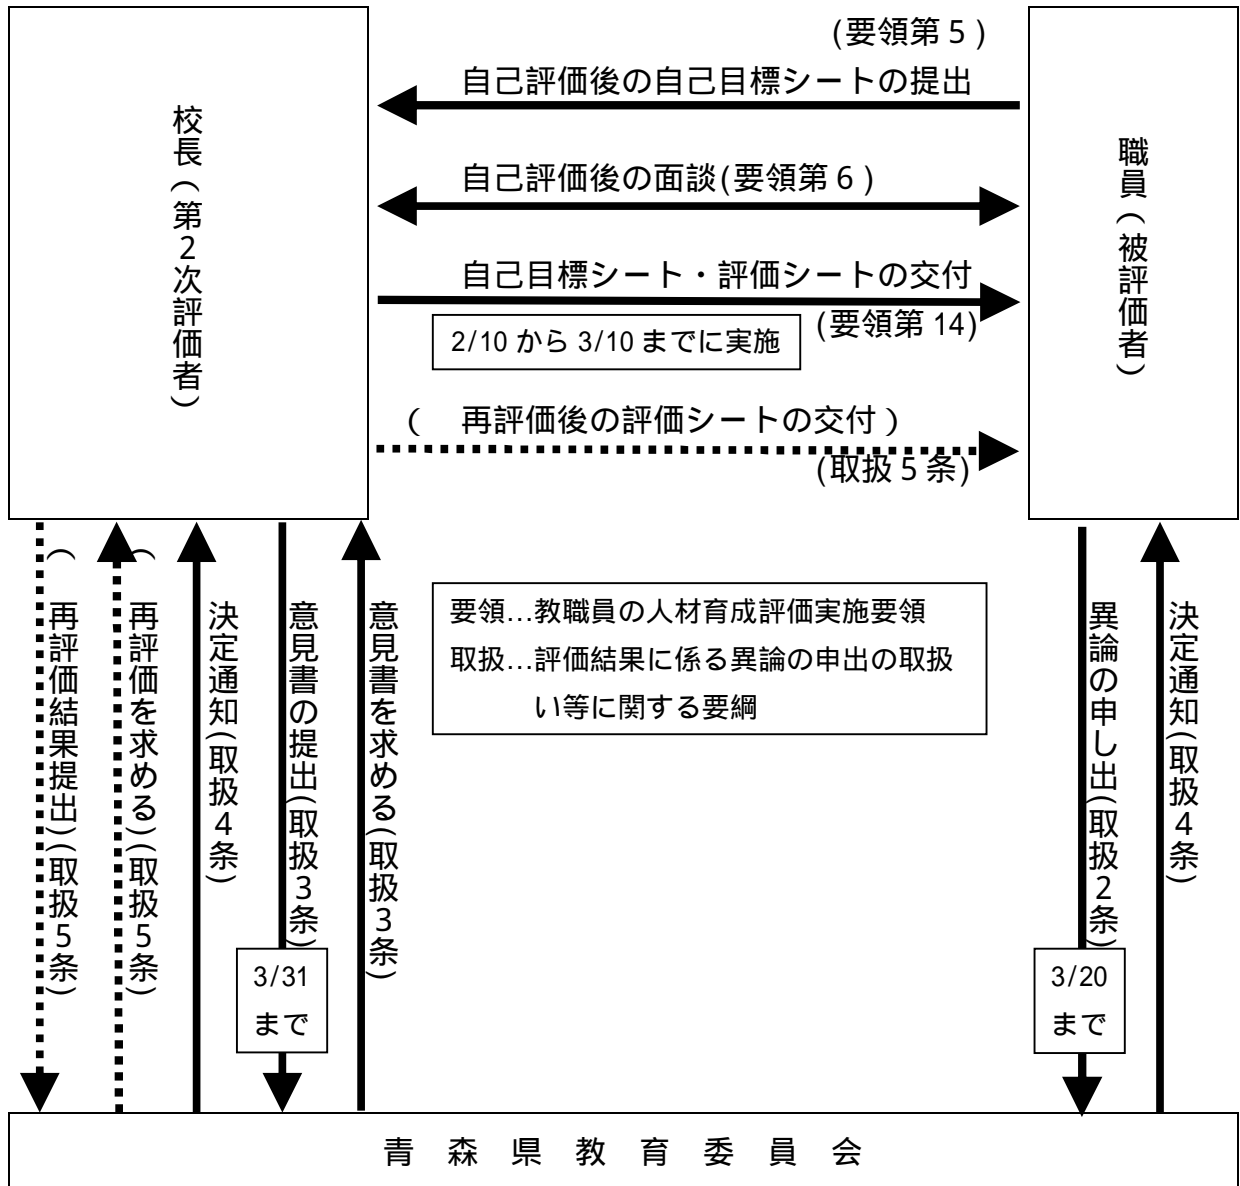 (要領第5)
自己評価後の自己目標シートの提出
校長(第2次評価者)
職員(被評価者)
自己評価後の面談(要領第6)
自己目標シート・評価シートの交付
(要領第14)
2/10から3/10までに実施
( 再評価後の評価シートの交付)
(取扱5条)
( 再評価結果提出)(取扱5条)
( 再評価を求める)(取扱5条)
決定通知(取扱4条)
意見書の提出(取扱3条)
意見書を求める(取扱3条)
要領…教職員の人材育成評価実施要領
取扱…評価結果に係る異論の申出の取扱
い等に関する要綱
異論の申し出(取扱2条)
決定通知(取扱4条)
3/31
まで
3/20
まで
青森県教育委員会